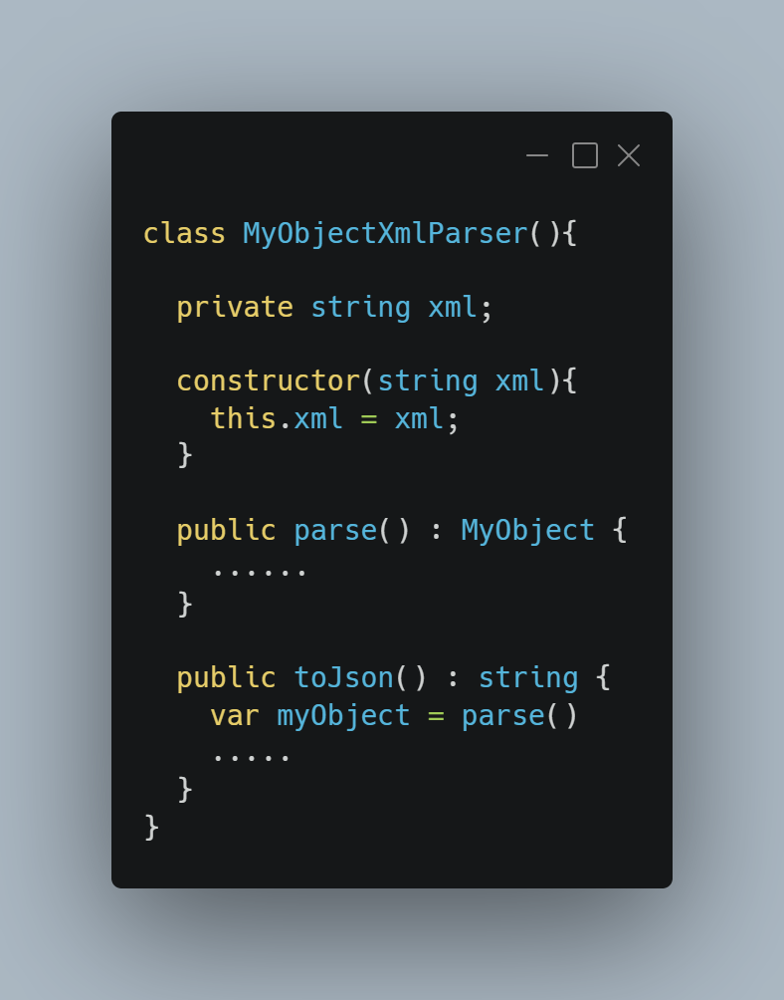 class MyObjectXmlParser(){
private string xml;
constructor(string xml){
this.xml = xml;
}
public parse() : MyObject {
......
}
public toJson() : string {
var myObject = parse()
.....
}
}